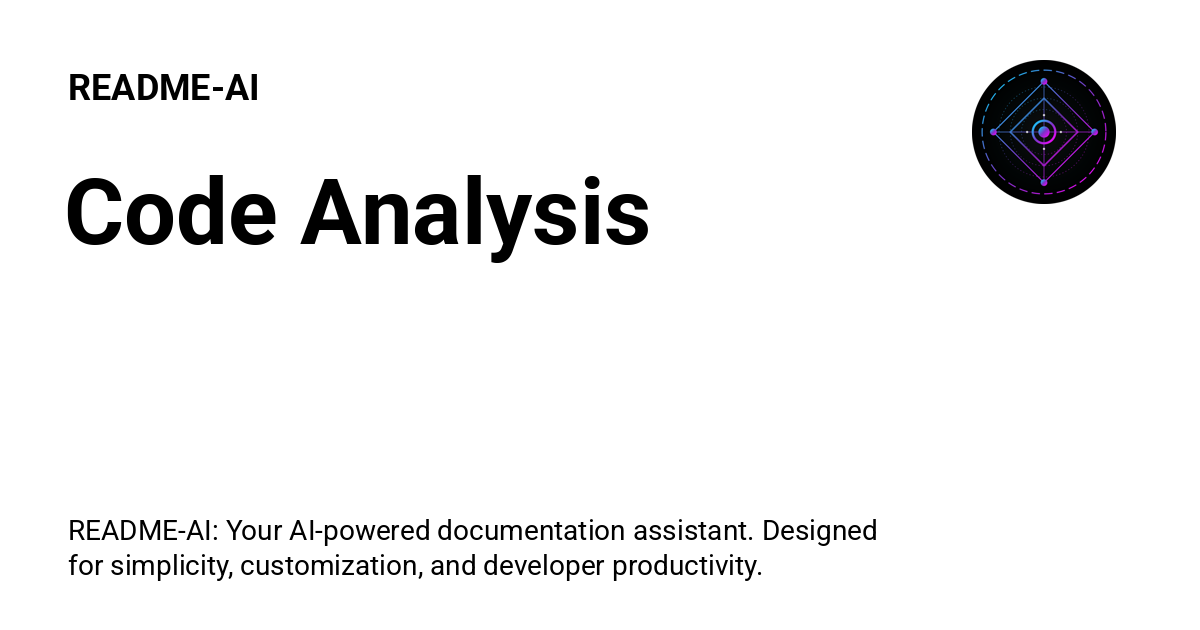 README-AI
Code Analysis
README-AI: Your AI-powered documentation assistant. Designed
for simplicity, customization, and developer productivity.